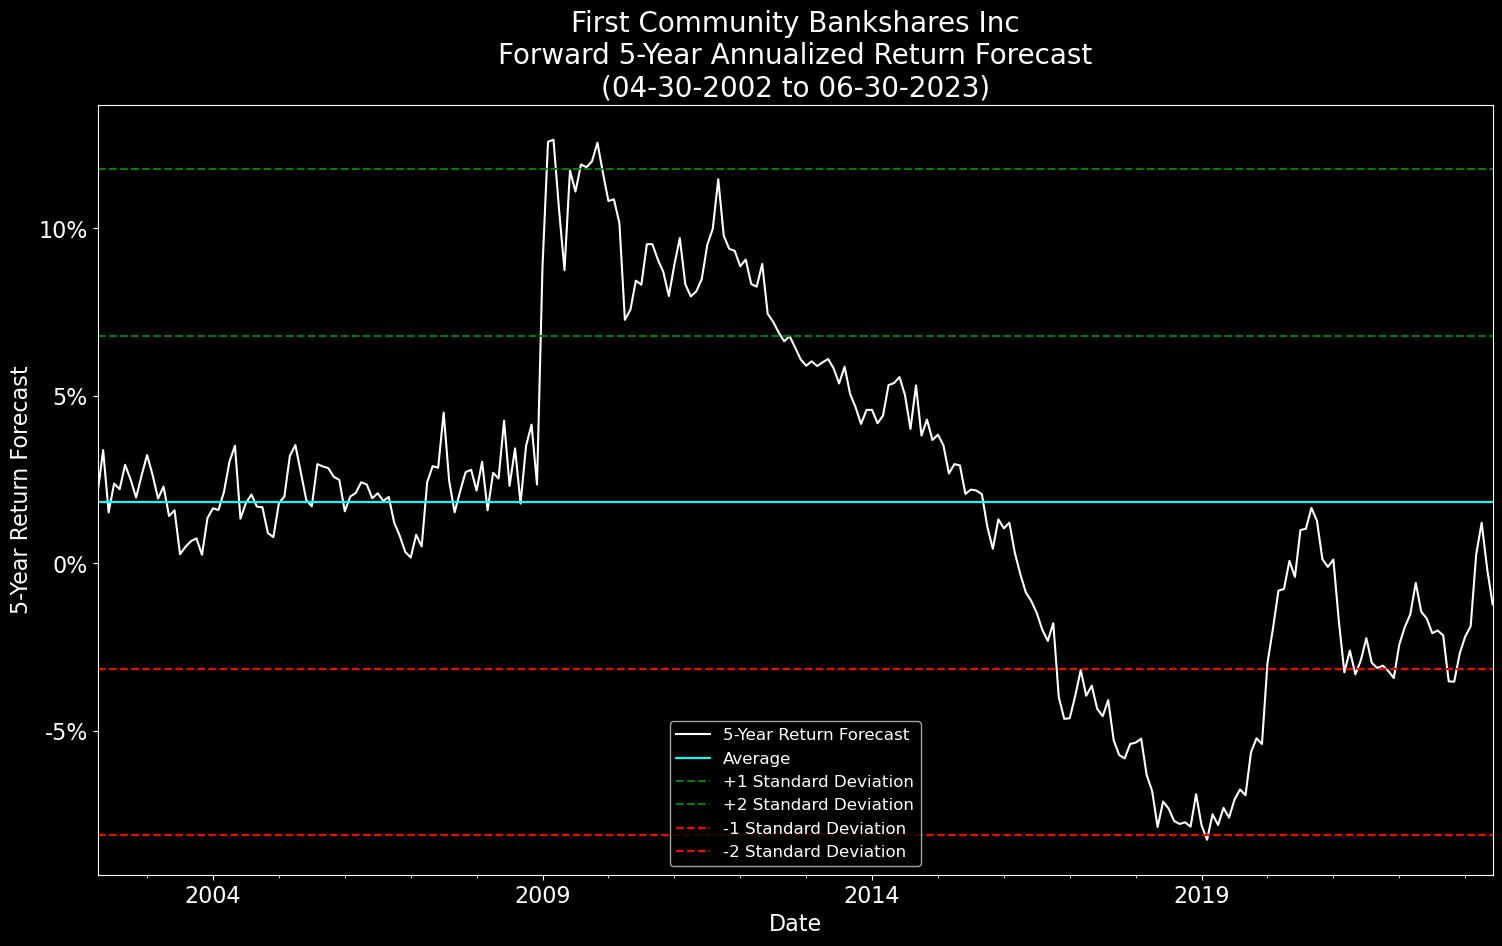 First Community Bankshares Inc
Forward 5-Year Annualized Return Forecast
(04-30-2002 to 06-30-2023)
5-Year Return Forecast
10%
5%
0%
-5%
5-Year Return Forecast
Average
+1 Standard Deviation
+2 Standard Deviation
-1 Standard Deviation
-2 Standard Deviation
2004
2009
2014
2019
Date